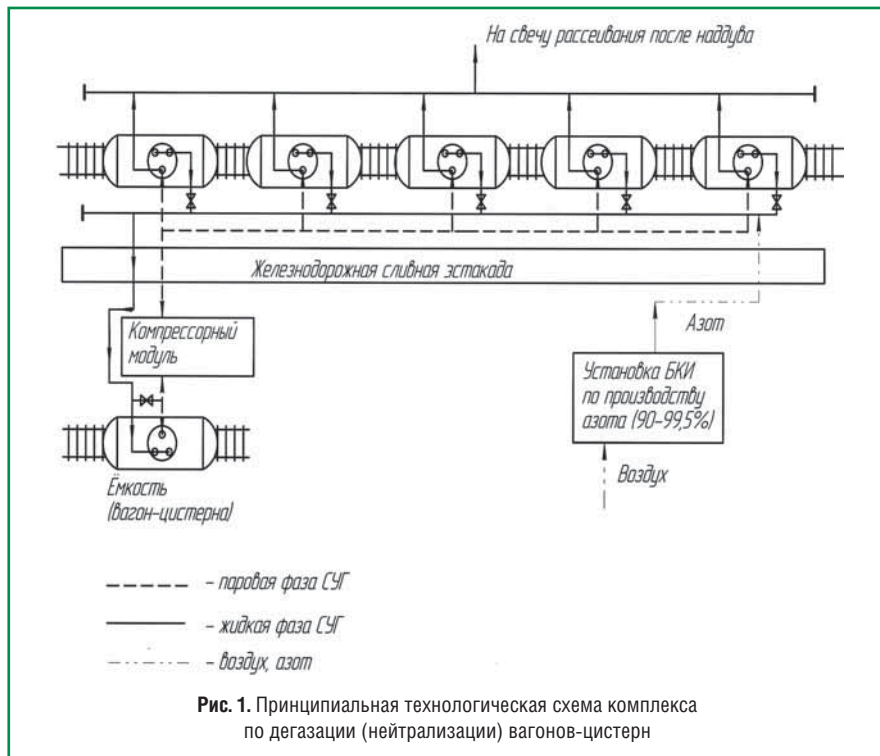 На свечу рассеивания после наддува
Железнодорожная сливная эстакада
Компрессорный
модуль
Азот
Установка БКИ
по производству
азота (90–99,5%)
Воздух
Ёмкость
(вагон-цистерна)
– паровая фаза СУГ
– жидкая фаза СУГ
– воздух, азот
Рис. 1. Принципиальная технологическая схема комплекса
по дегазации (нейтрализации) вагонов-цистерн